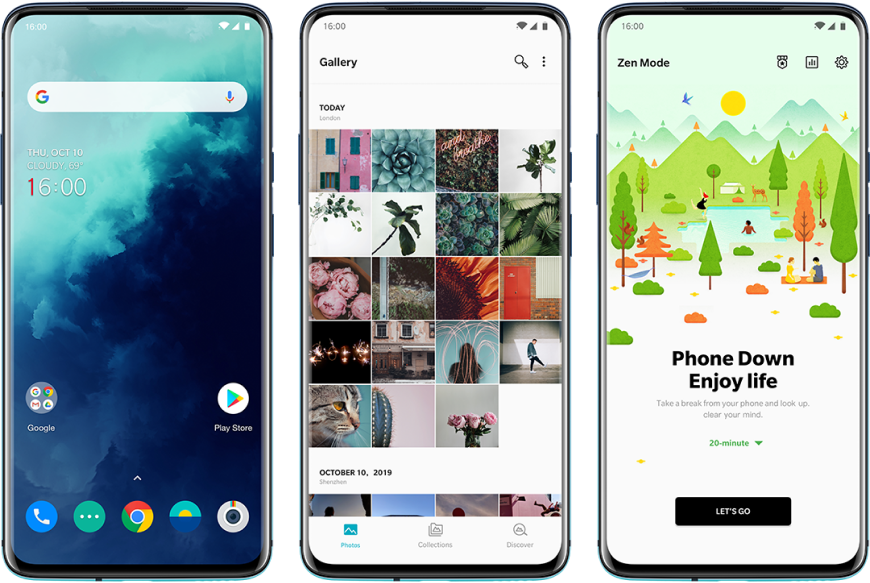 16:00
THU, OCT 10
CLOUDY, 69°
16:00
Google
Play Store
16:00
Gallery
TODAY
London
and
breathe
OCTOBER 10, 2019
Shenzhen
Photos
Collections
Discover
16:00
Zen Mode
Phone Down
Enjoy life
Take a break from your phone and look up.
clear your mind.
20-minute
LET'S GO